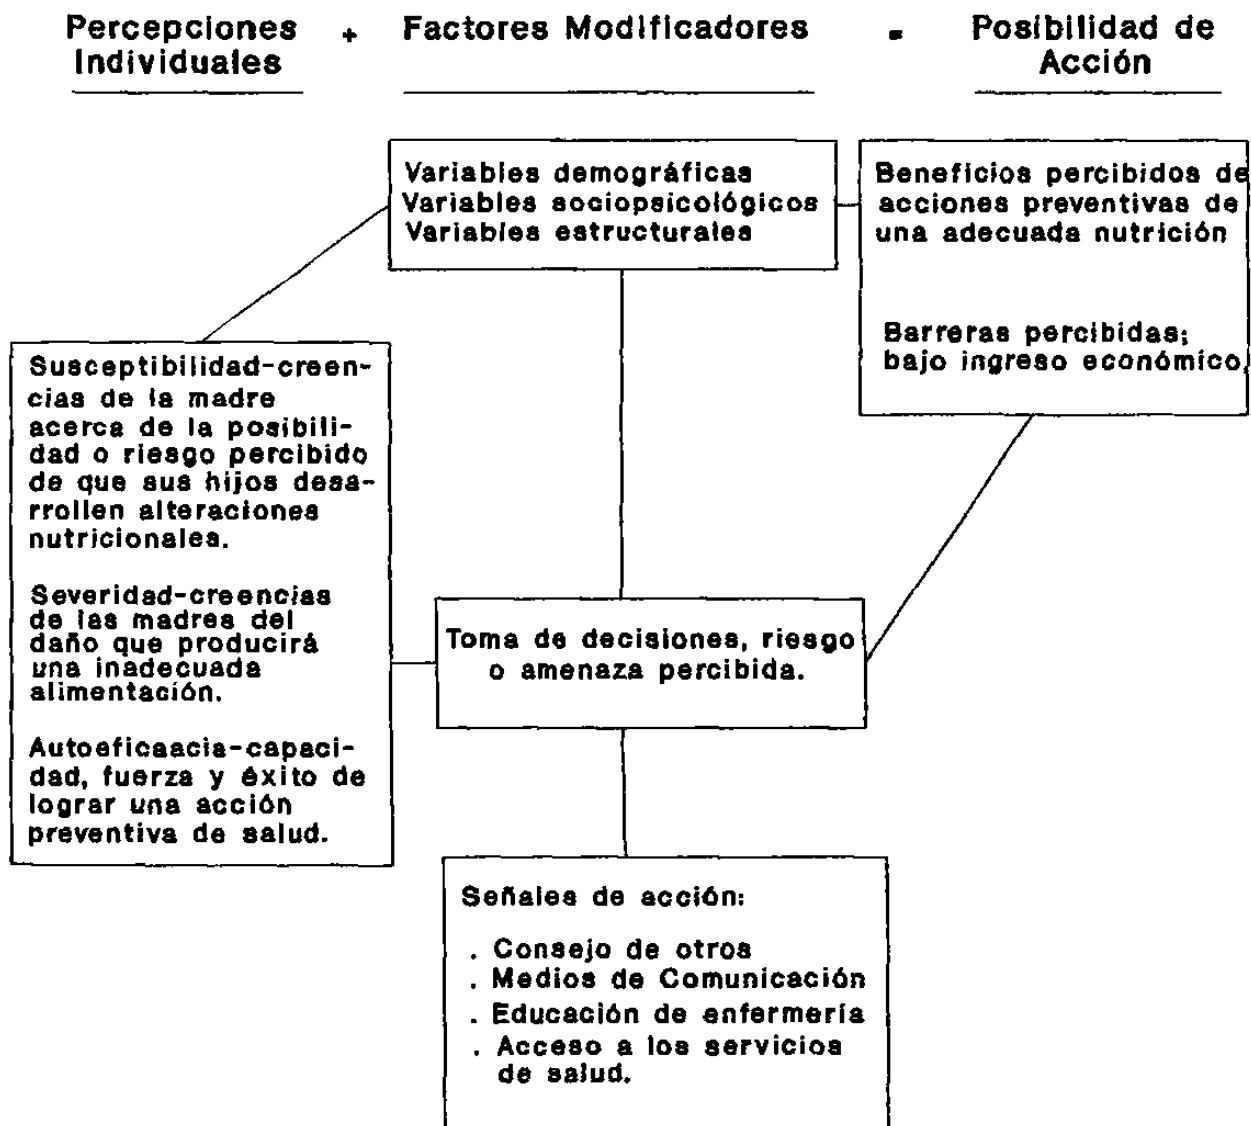 Percepciones + Factores Modificadores = Posibilidad de
Individuales Acción
Variables demográficas
Variables sociopsicológicos
Variables estructurales
Beneficios percibidos de
acciones preventivas de
una adecuada nutrición
Barreras percibidas;
bajo ingreso económico,
Susceptibilidad-creen-
cias de la madre
acerca de la posibili-
dad o riesgo percibido
de que sus hijos desa-
rrollen alteraciones
nutricionales.
Severidad-creencias
de las madres del
daño que producirá
una inadecuada
alimentación.
Autoeficaacia-capaci-
dad, fuerza y éxito de
lograr una acción
preventiva de salud.
Toma de decisiones, riesgo
o amenaza percibida.
Señales de acción:
. Consejo de otros
. Medios de Comunicación
. Educación de enfermería
. Acceso a los servicios
de salud.